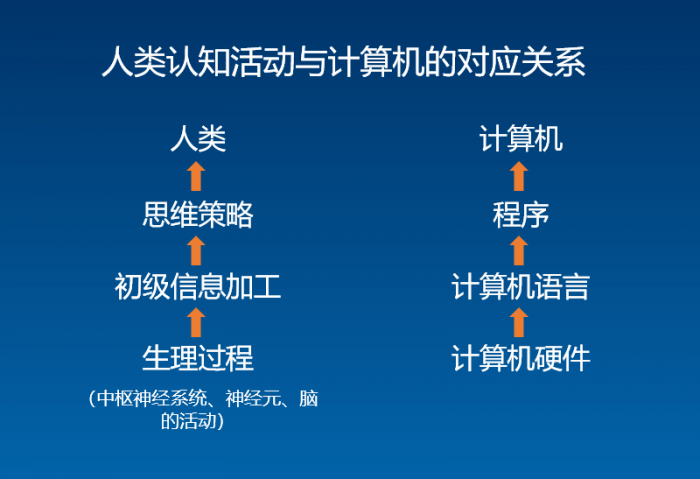 人类认知活动与计算机的对应关系
人类 计算机
思维策略 程序
初级信息加工 计算机语言
生理过程 计算机硬件
（中枢神经系统、神经元、脑
的活动）